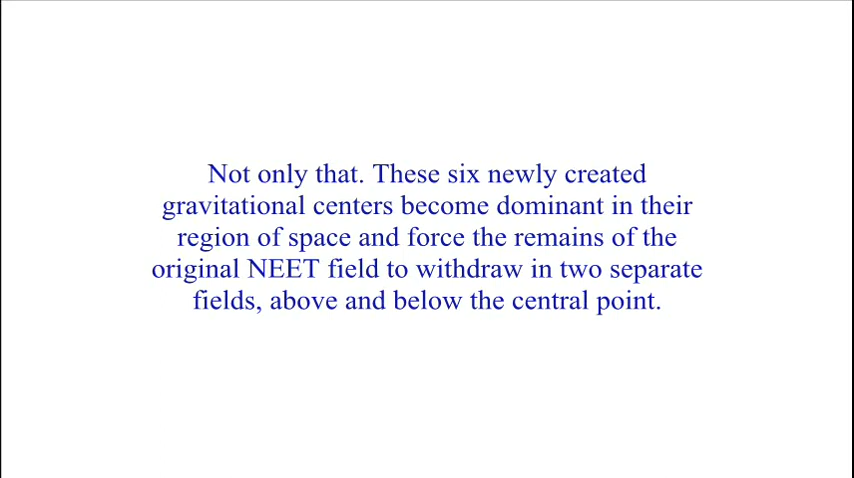 Not only that. These six newly created
gravitational centers become dominant in their
region of space and force the remains of the
original NEET field to withdraw in two separate
fields, above and below the central point.